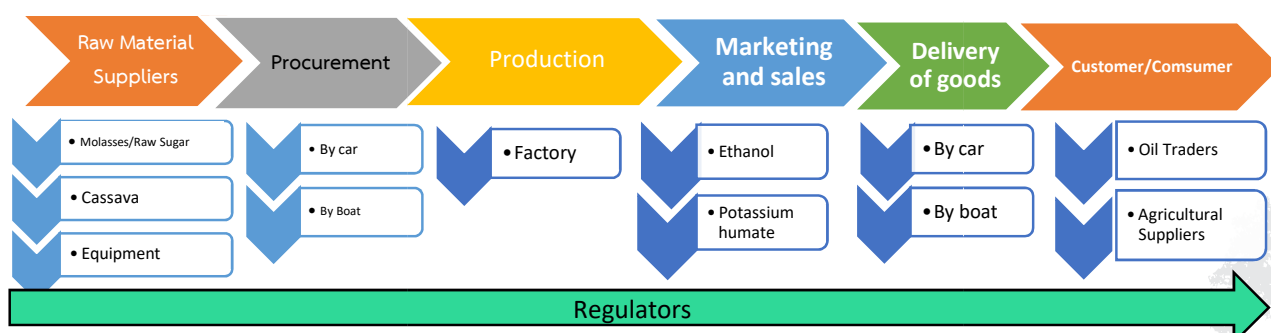 Raw Material
Suppliers
Procurement
Production
Marketing
and sales
Delivery
of goods
Customer/Comsumer
• Molasses/Raw Sugar
• Cassava
• Equipment
• By car
• By Boat
• Factory
• Ethanol
• Potassium
humate
• By car
• By boat
• Oil Traders
• Agricultural
Suppliers
Regulators